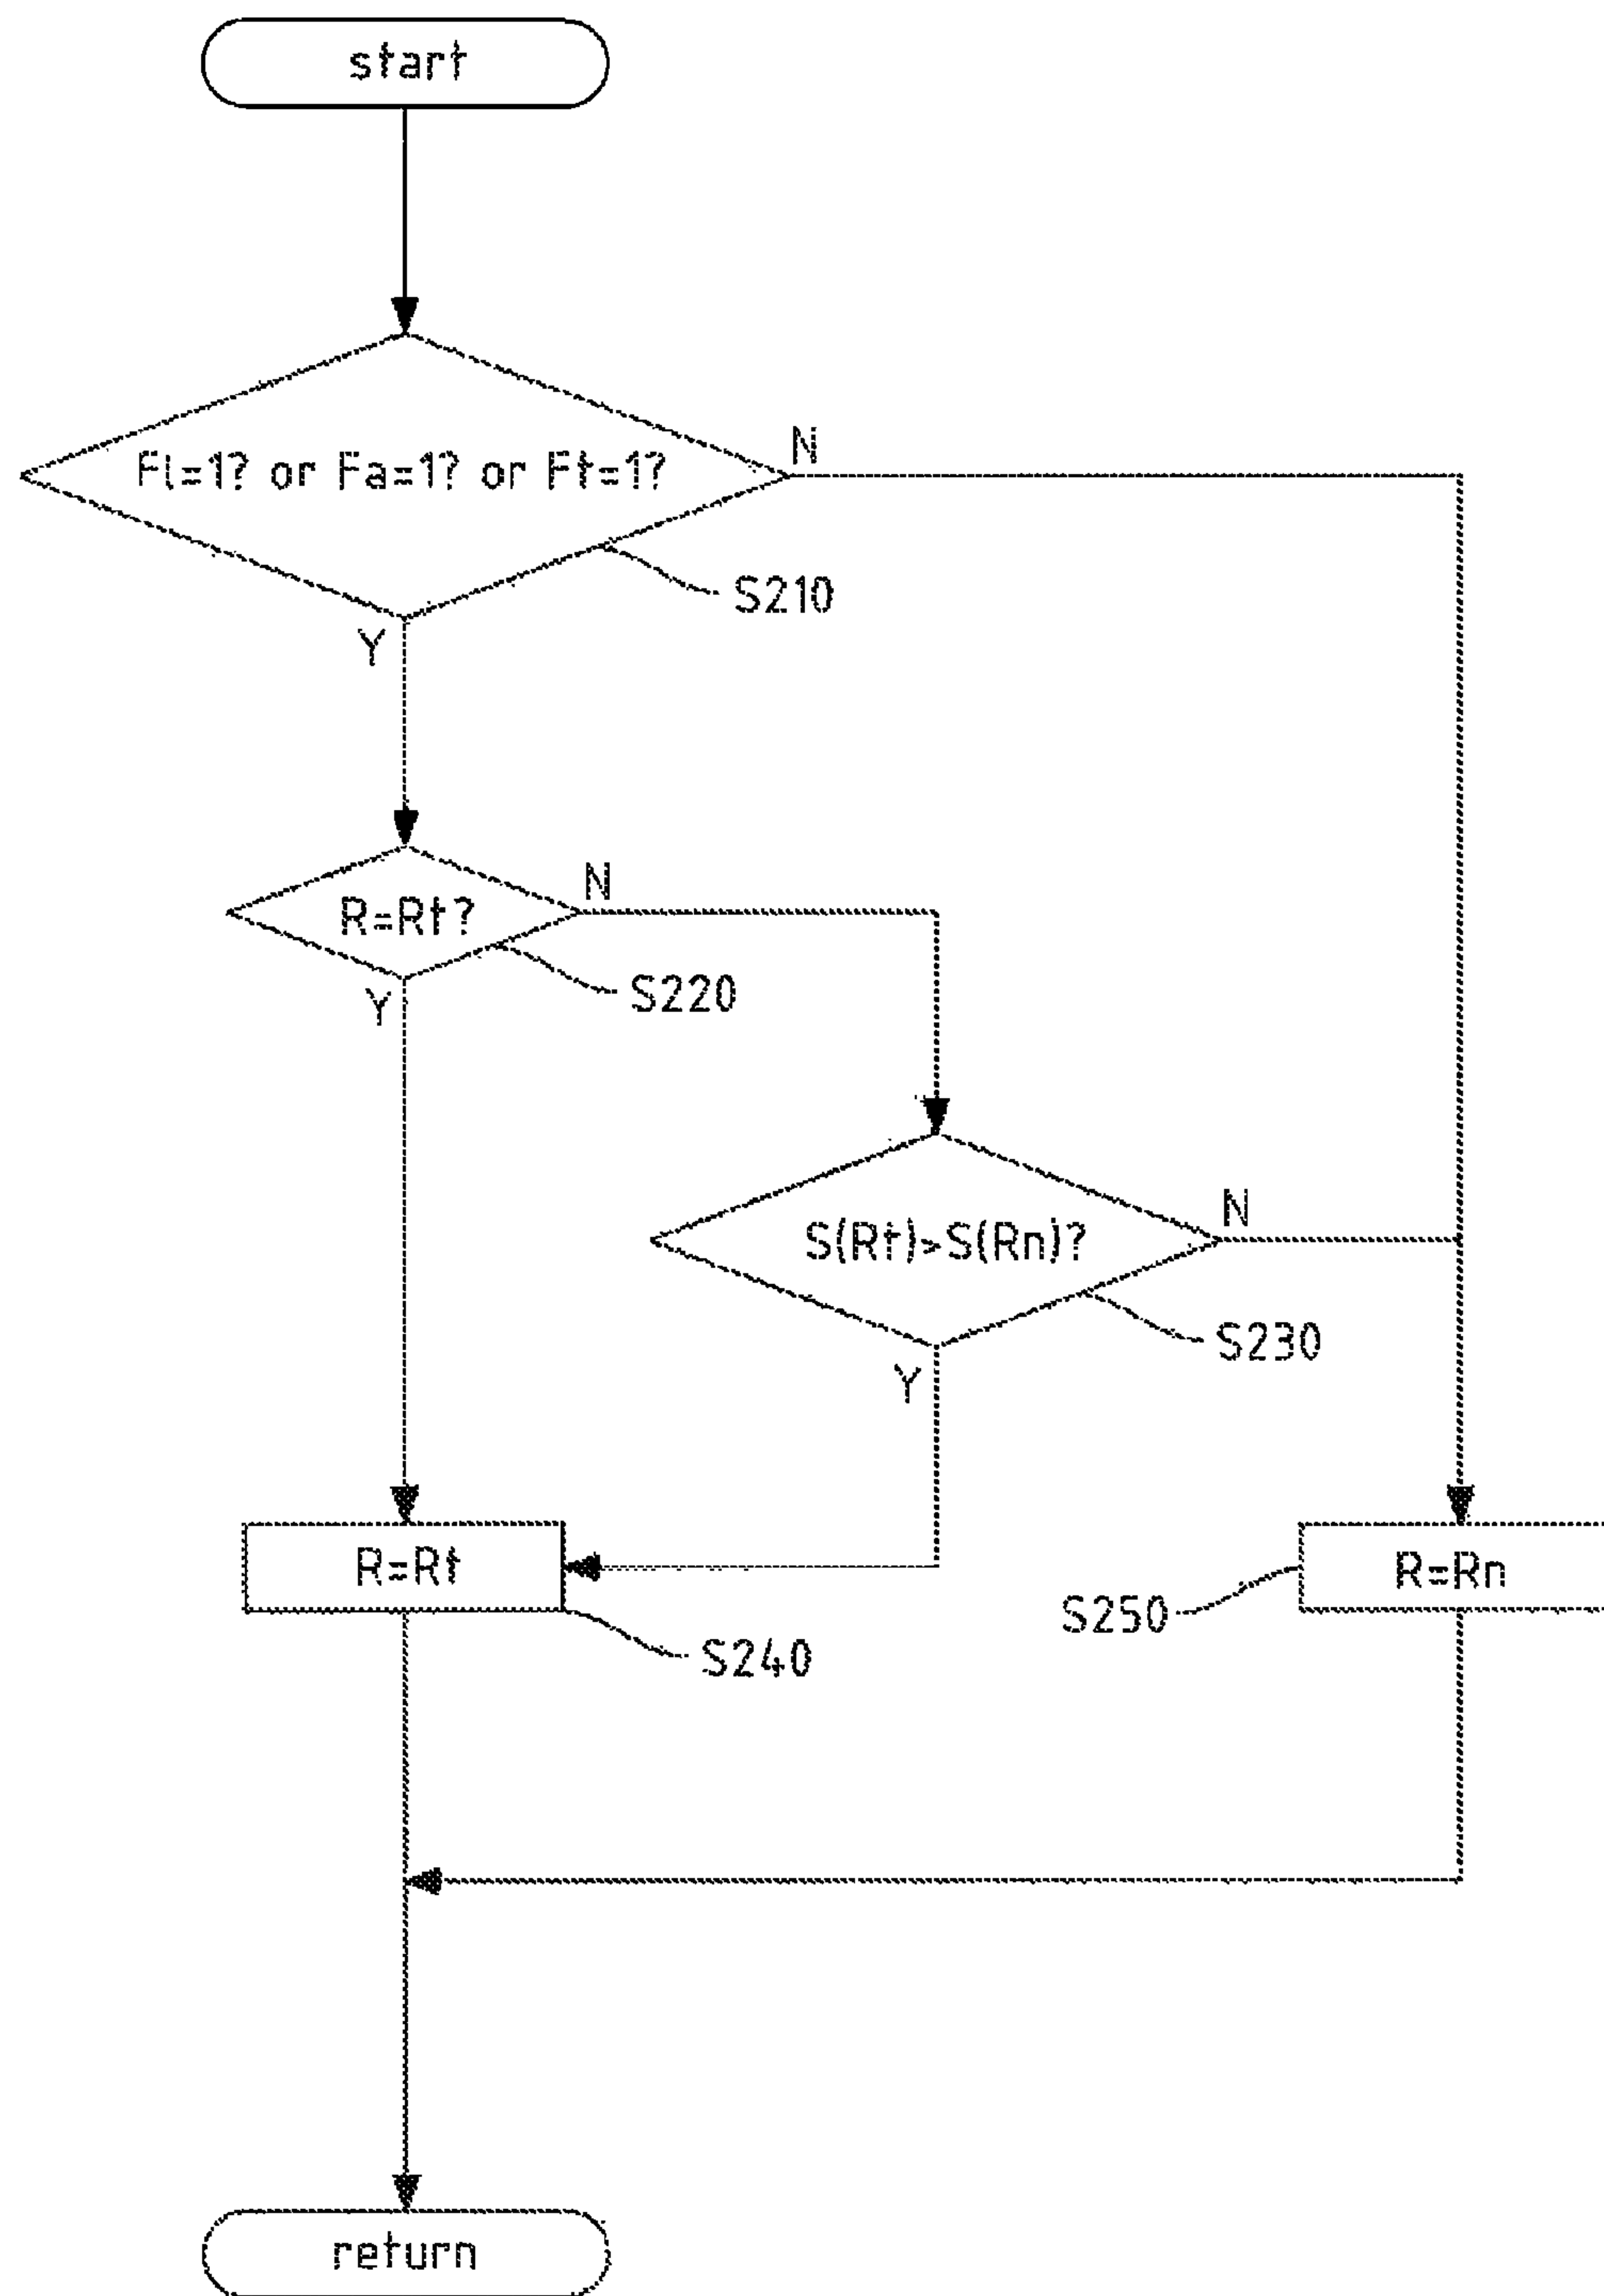 start
Fl=1? or Fa=1? or Ft=1?
N
S210
Y
R=Rt?
N
S220
Y
S(Rt)>S(Rn)?
N
S230
Y
R=Rt
R=Rn
S250
S240
return